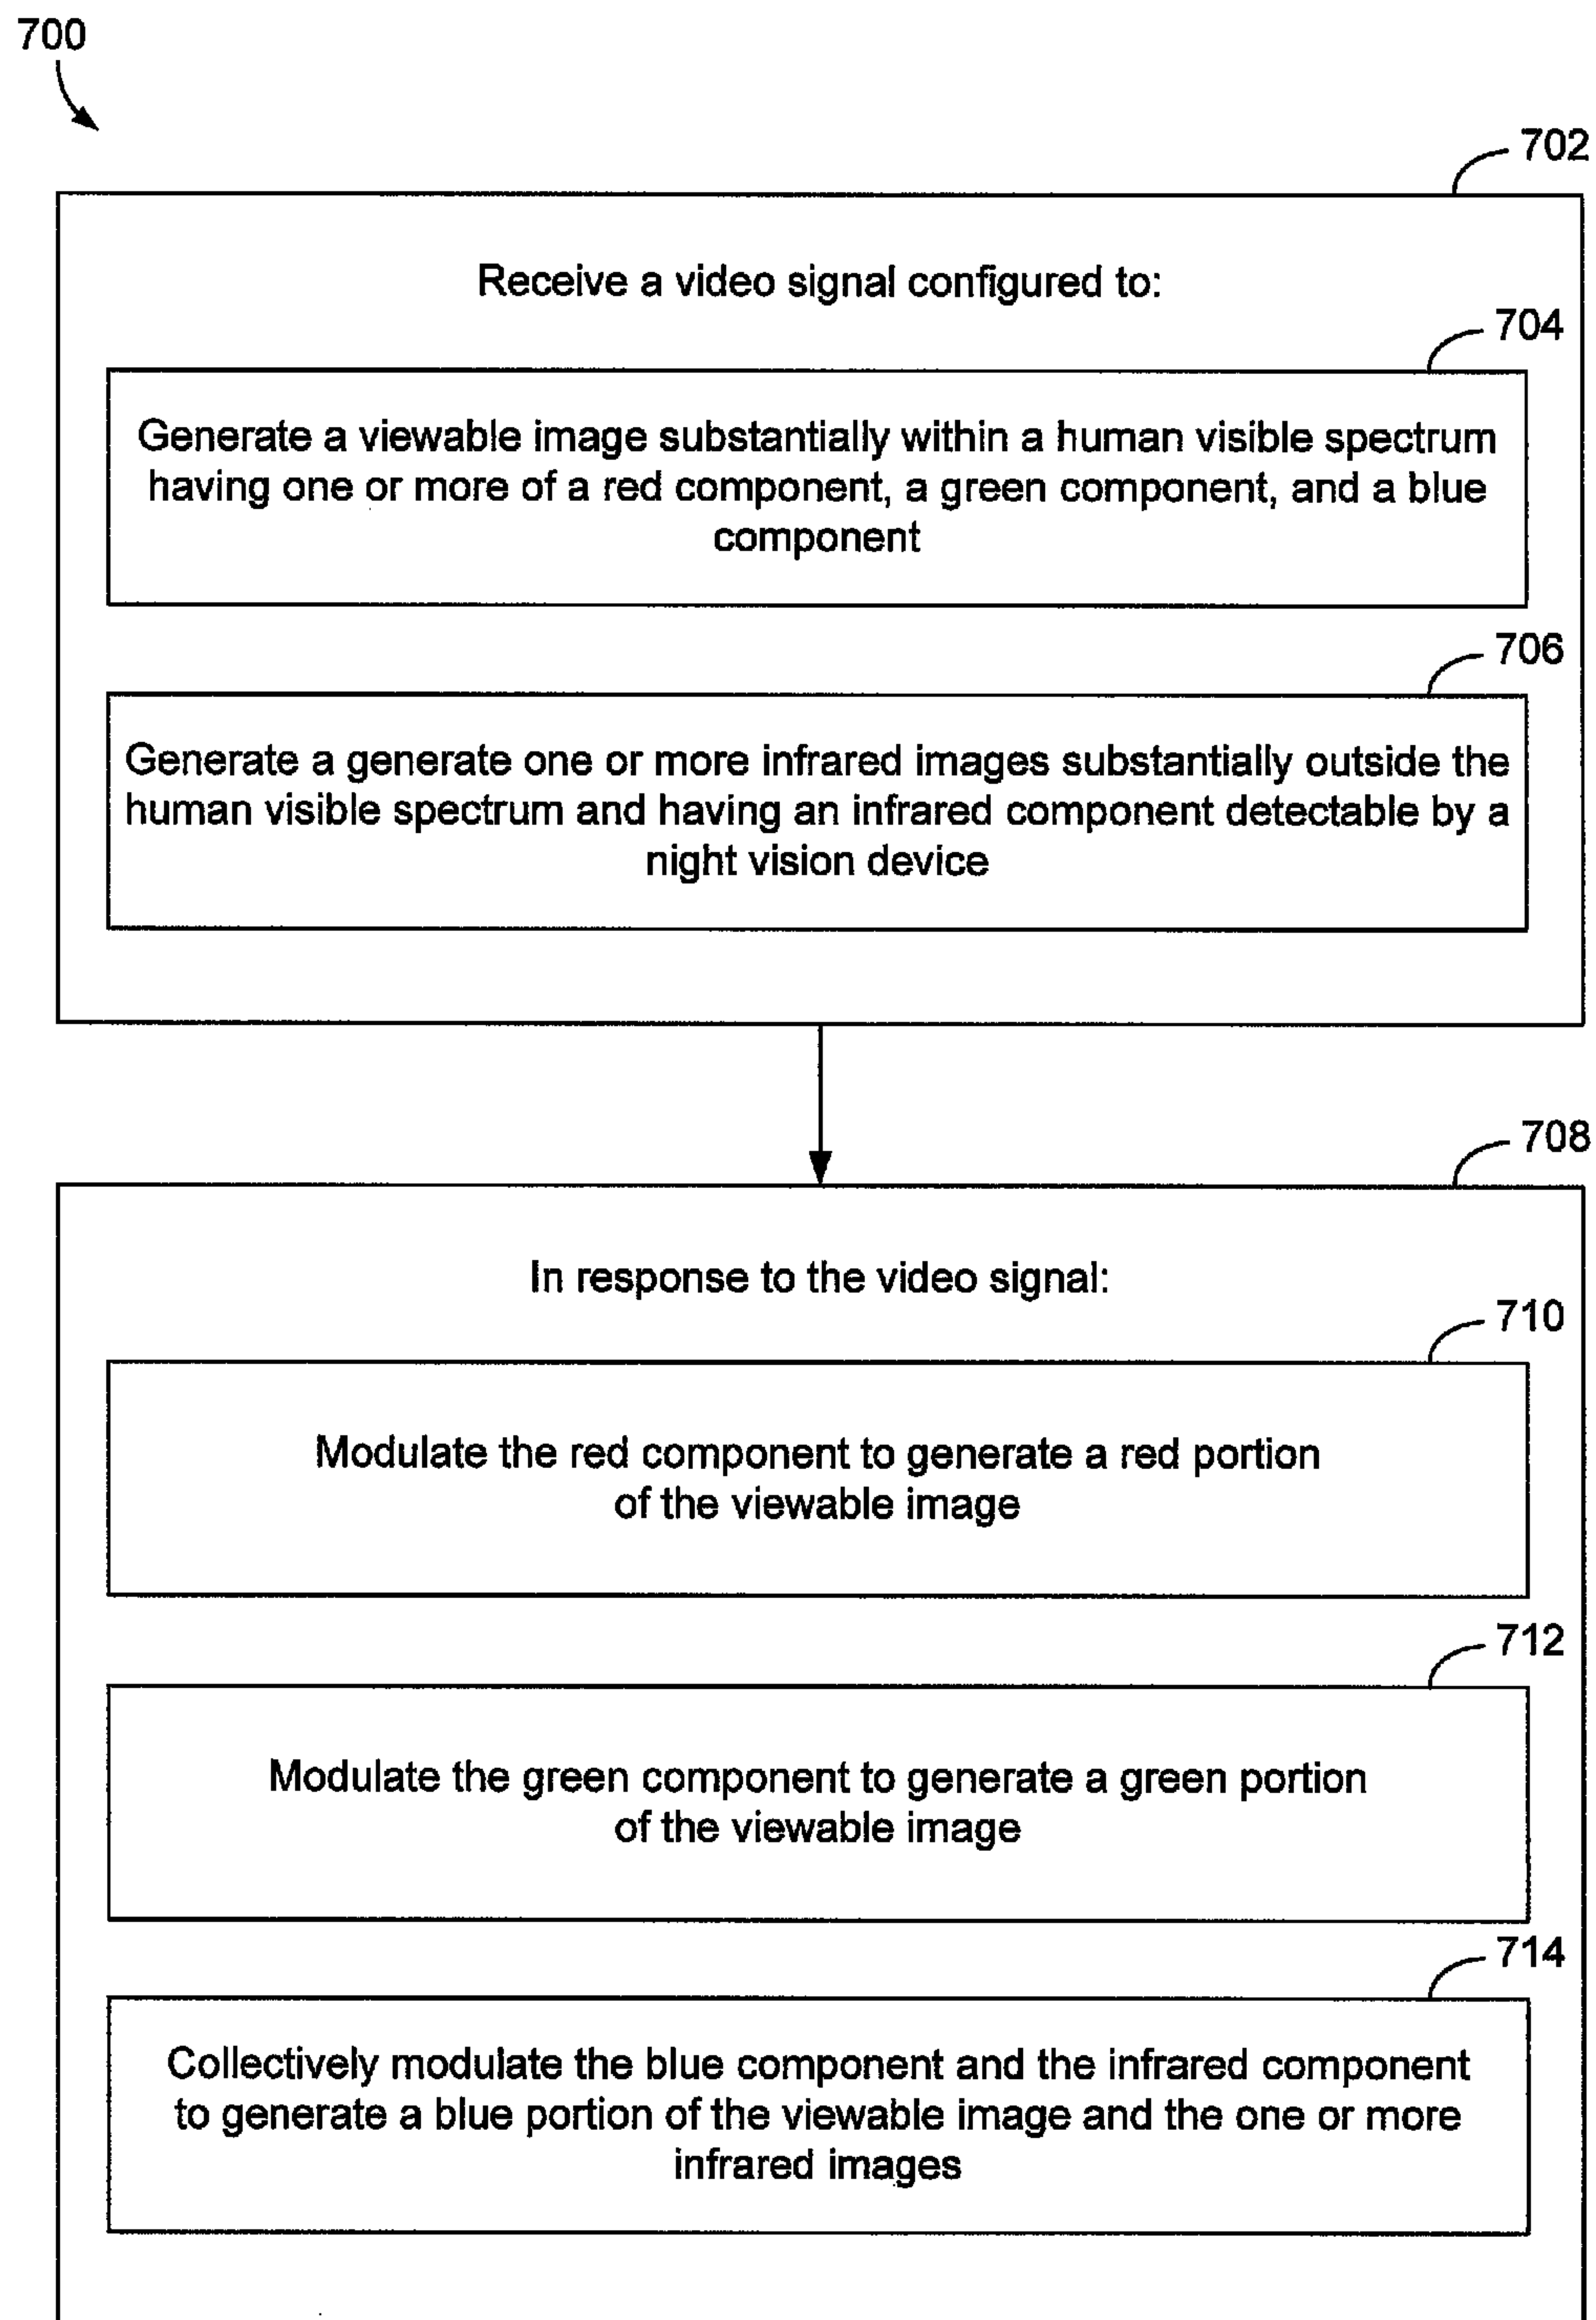 700
702
Receive a video signal configured to:
704
Generate a viewable image substantially within a human visible spectrum
having one or more of a red component, a green component, and a blue
component
706
Generate a generate one or more infrared images substantially outside the
human visible spectrum and having an infrared component detectable by a
night vision device
708
In response to the video signal:
710
Modulate the red component to generate a red portion
of the viewable image
712
Modulate the green component to generate a green portion
of the viewable image
714
Collectively modulate the blue component and the infrared component
to generate a blue portion of the viewable image and the one or more
infrared images